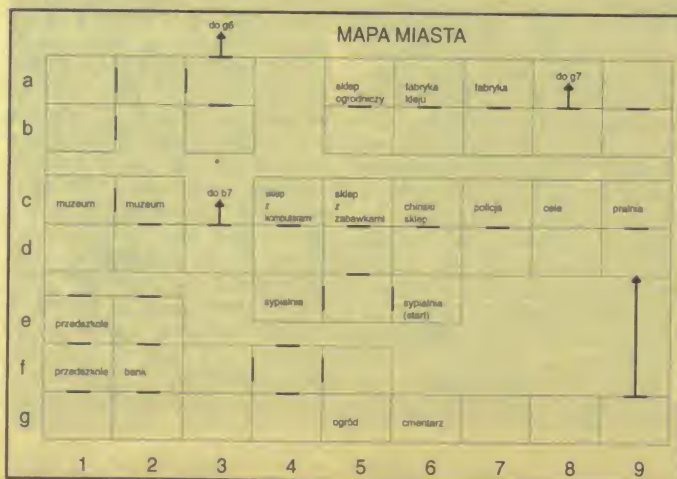 do g6
MAPA MIASTA
a
sklep
ogrodniczy
fabryka
kleju
fabryka
do g7
b
c
muzeum
muzeum
do b7
sklep
z
komputerami
sklep
z
zabawkami
chinski
sklep
policja
cele
pralnia
d
e
przedszkole
sypialnia
sypialnia
(start)
f
przedszkole
bank
g
ogród
cmentarz
1 2 3 4 5 6 7 8 9